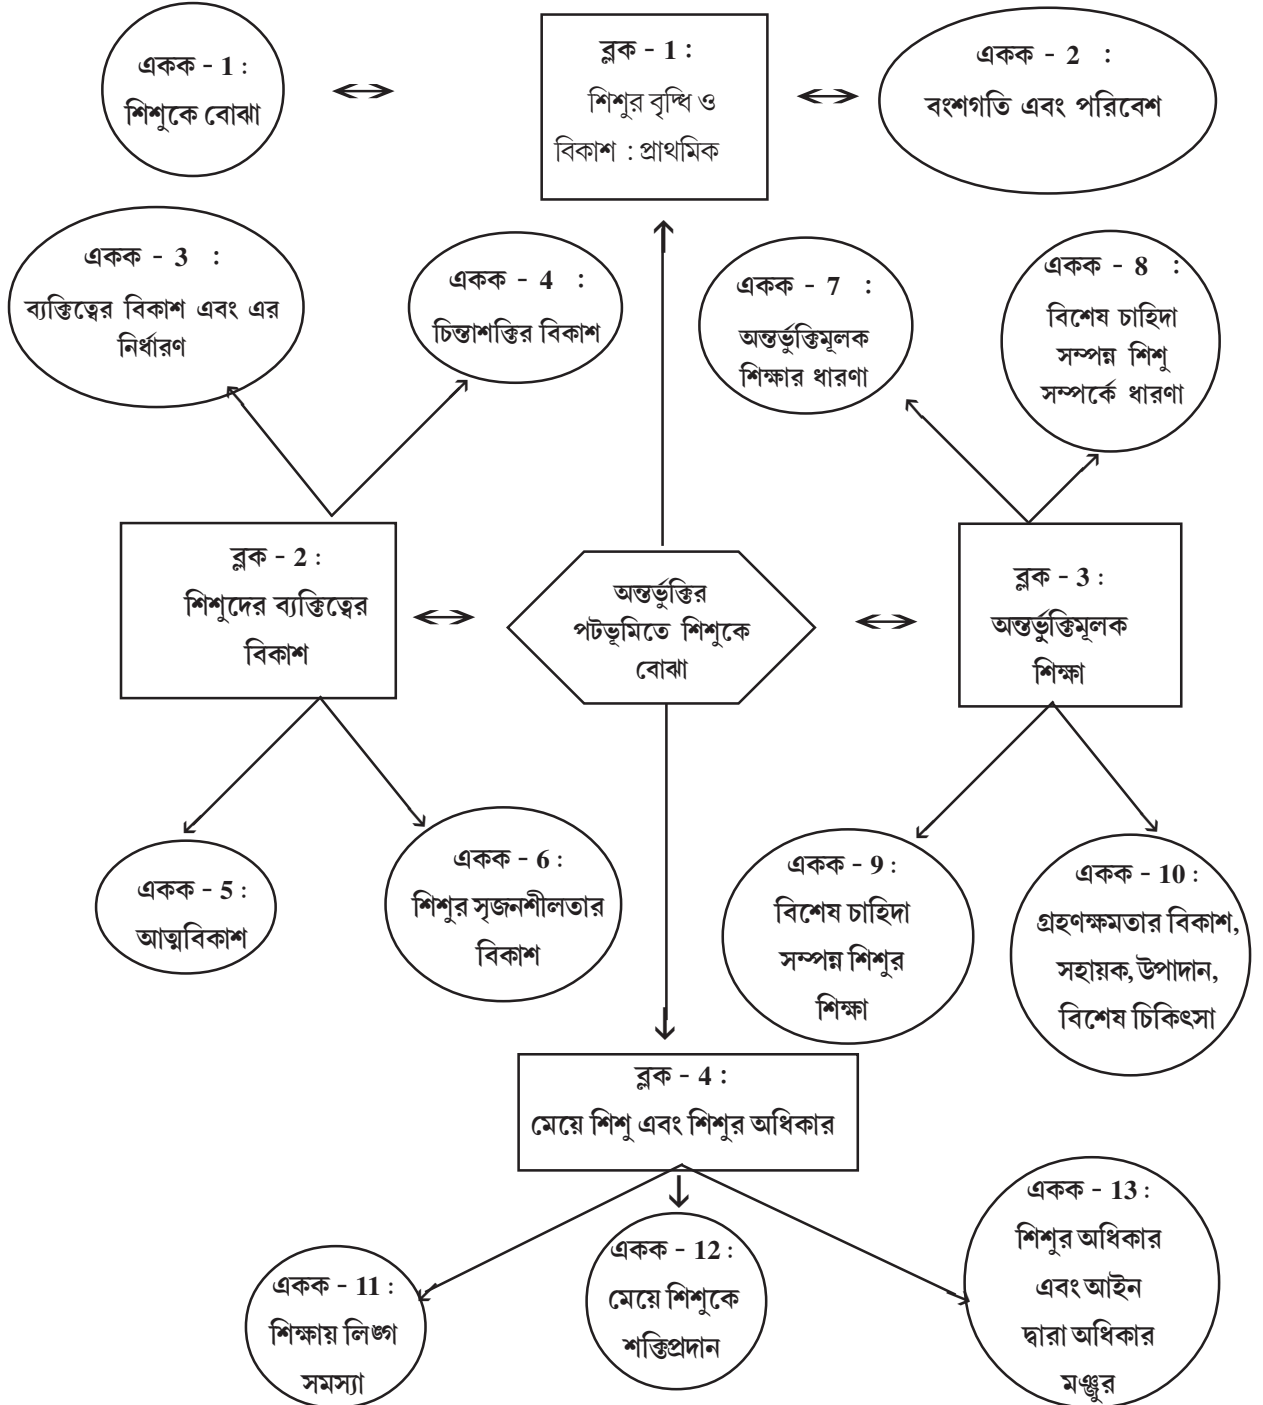 একক - 1 :
শিশুকে বোঝা
ব্লক - 1 :
শিশুর বৃদ্ধি ও
বিকাশ : প্রাথমিক
একক - 2 :
বংশগতি এবং পরিবেশ
একক - 3 :
ব্যক্তিত্বের বিকাশ এবং এর
নির্ধারণ
একক - 4 :
চিন্তাশক্তির বিকাশ
একক - 7 :
অন্তর্ভুক্তিমূলক
শিক্ষার ধারণা
একক - 8 :
বিশেষ চাহিদা
সম্পন্ন শিশু
সম্পর্কে ধারণা
ব্লক - 2 :
শিশুদের ব্যক্তিত্বের
বিকাশ
অন্তর্ভুক্তির
পটভূমিতে শিশুকে
বোঝা
ব্লক - 3 :
অন্তর্ভুক্তিমূলক
শিক্ষা
একক - 5 :
আত্মবিকাশ
একক - 6 :
শিশুর সৃজনশীলতার
বিকাশ
একক - 9 :
বিশেষ চাহিদা
সম্পন্ন শিশুর
শিক্ষা
একক - 10 :
গ্রহণক্ষমতার বিকাশ,
সহায়ক, উপাদান,
বিশেষ চিকিৎসা
ব্লক - 4 :
মেয়ে শিশু এবং শিশুর অধিকার
একক - 11 :
শিক্ষায় লিঙ্গ
সমস্যা
একক - 12 :
মেয়ে শিশুকে
শক্তিপ্রদান
একক - 13 :
শিশুর অধিকার
এবং আইন
দ্বারা অধিকার
মঞ্জুর